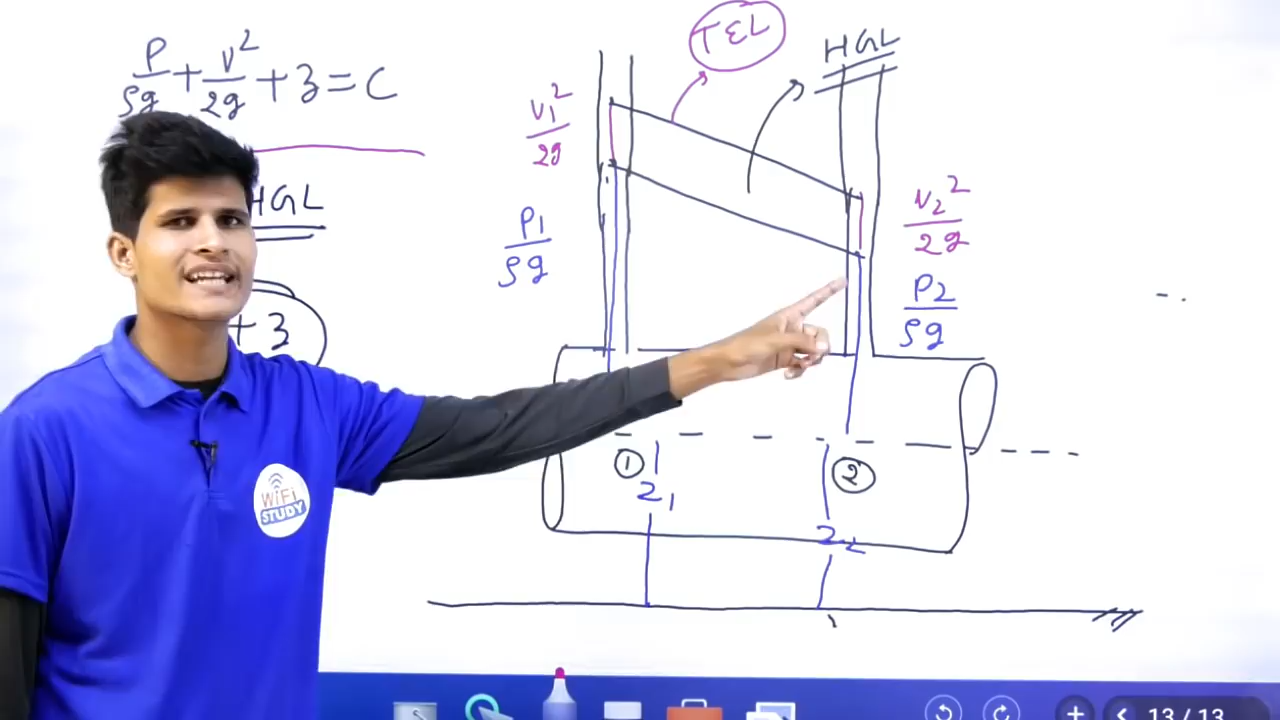 P/ρg + V²/2g + z = C
HGL
+ z
TEL
HGL
V₁²/2g
P₁/ρg
V₂²/2g
P₂/ρg
①
②
Z₁
Z₂
WiFi
STUDY
13 / 13